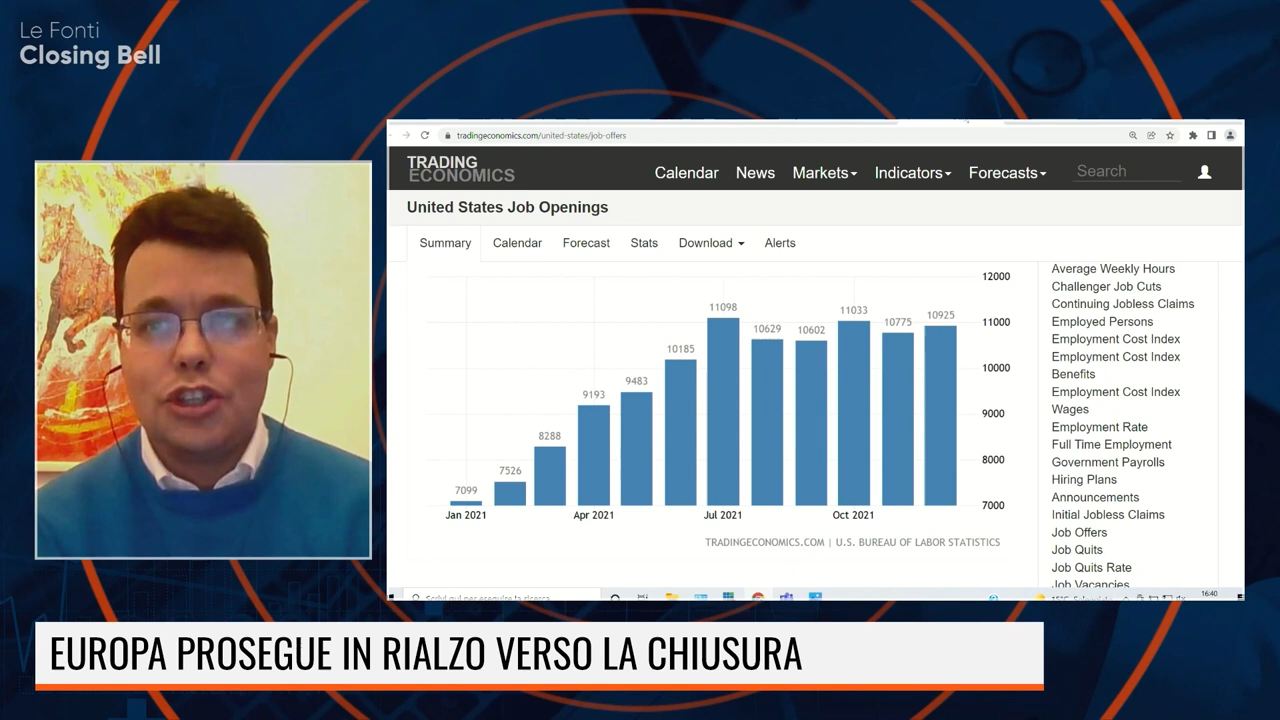 Le Fonti
Closing Bell
tradingeconomics.com/united-states/job-offers
TRADING
ECONOMICS
Calendar News Markets Indicators Forecasts Search
United States Job Openings
Summary Calendar Forecast Stats Download Alerts
12000
11000
10000
9000
8000
7000
7099
7526
8288
9193
9483
10185
11098
10629
10602
11033
10775
10925
Jan 2021 Apr 2021 Jul 2021 Oct 2021
TRADINGECONOMICS.COM | U.S. BUREAU OF LABOR STATISTICS
Average Weekly Hours
Challenger Job Cuts
Continuing Jobless Claims
Employed Persons
Employment Cost Index
Employment Cost Index
Benefits
Employment Cost Index
Wages
Employment Rate
Full Time Employment
Government Payrolls
Hiring Plans
Announcements
Initial Jobless Claims
Job Offers
Job Quits
Job Quits Rate
Job Vacancies
16:40
EUROPA PROSEGUE IN RIALZO VERSO LA CHIUSURA